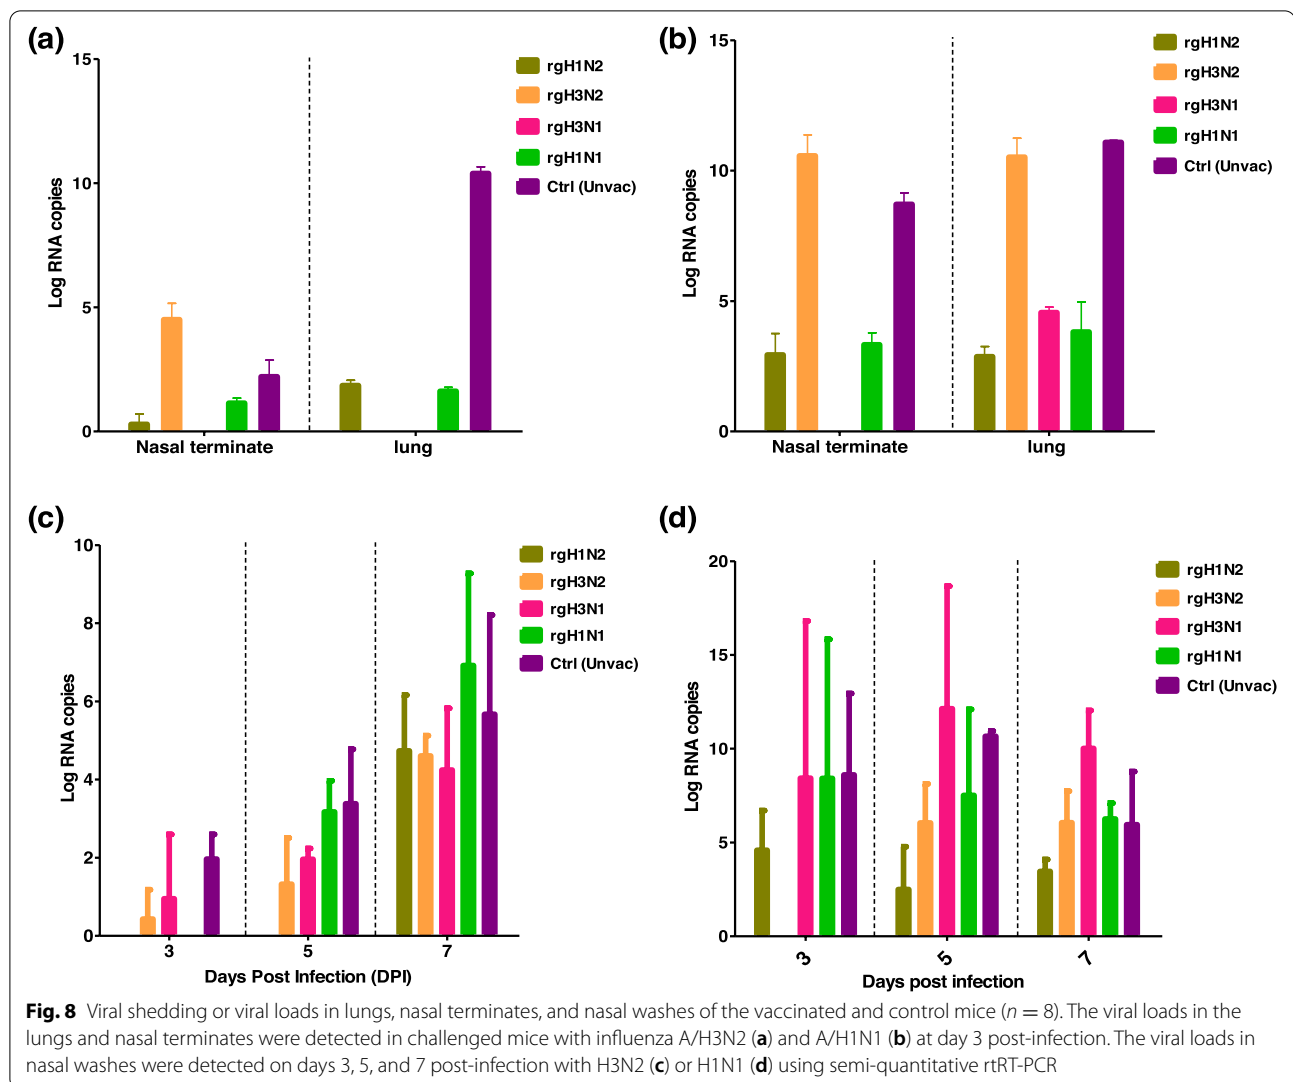 (a)
15
10
5
0
Log RNA copies
Nasal terminate lung
rgH1N2
rgH3N2
rgH3N1
rgH1N1
Ctrl (Unvac)
(b)
15
10
5
0
Log RNA copies
Nasal terminate lung
rgH1N2
rgH3N2
rgH3N1
rgH1N1
Ctrl (Unvac)
(c)
10
8
6
4
2
0
Log RNA copies
3 5 7
Days Post Infection (DPI)
rgH1N2
rgH3N2
rgH3N1
rgH1N1
Ctrl (Unvac)
(d)
20
15
10
5
0
Log RNA copies
3 5 7
Days post infection
rgH1N2
rgH3N2
rgH3N1
rgH1N1
Ctrl (Unvac)
Fig. 8 Viral shedding or viral loads in lungs, nasal terminates, and nasal washes of the vaccinated and control mice (n = 8). The viral loads in the
lungs and nasal terminates were detected in challenged mice with influenza A/H3N2 (a) and A/H1N1 (b) at day 3 post-infection. The viral loads in
nasal washes were detected on days 3, 5, and 7 post-infection with H3N2 (c) or H1N1 (d) using semi-quantitative rtRT-PCR